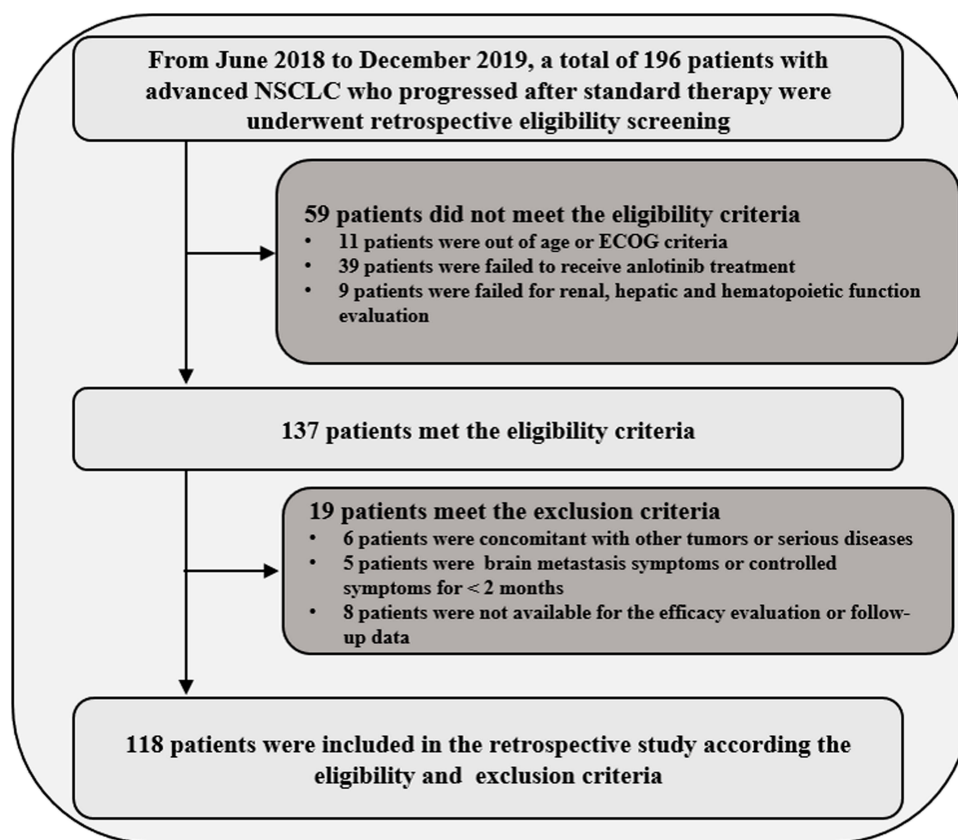 From June 2018 to December 2019, a total of 196 patients with
advanced NSCLC who progressed after standard therapy were
underwent retrospective eligibility screening
59 patients did not meet the eligibility criteria
• 11 patients were out of age or ECOG criteria
• 39 patients were failed to receive anlotinib treatment
• 9 patients were failed for renal, hepatic and hematopoietic function
evaluation
137 patients met the eligibility criteria
19 patients meet the exclusion criteria
• 6 patients were concomitant with other tumors or serious diseases
• 5 patients were brain metastasis symptoms or controlled
symptoms for < 2 months
• 8 patients were not available for the efficacy evaluation or follow-
up data
118 patients were included in the retrospective study according the
eligibility and exclusion criteria